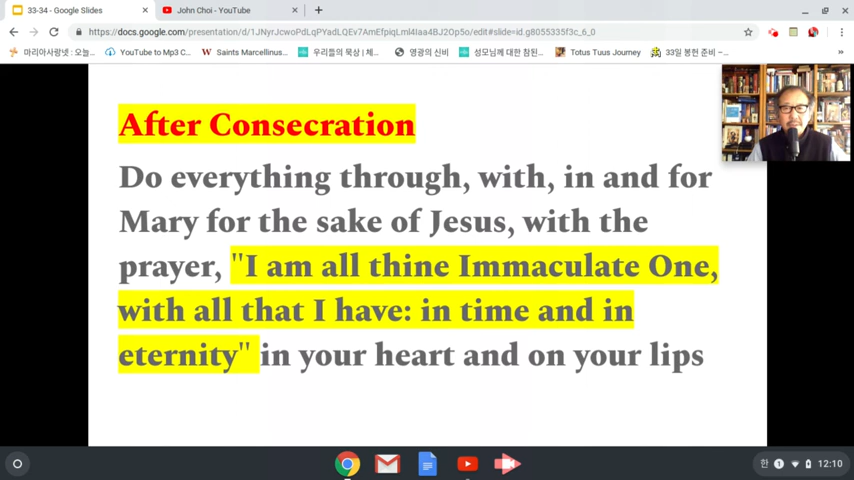 33-34 - Google Slides
John Choi - YouTube
https://docs.google.com/presentation/d/1JNyrJcwoPdLqPYadLQEv7AmEfpiqLml4Iaa4BJ2Op5o/edit#slide=id.g8055335f3c_6_0
마리아사랑넷: 오늘...
YouTube to Mp3 C...
W Saints Marcellinus...
우리들의 묵상 | 체...
영광의 신비
성모님께 대한 참된...
Totus Tuus Journey
33일 봉헌 준비 –...
»
After Consecration
Do everything through, with, in and for
Mary for the sake of Jesus, with the
prayer, "I am all thine Immaculate One,
with all that I have: in time and in
eternity" in your heart and on your lips
한 1 12:10